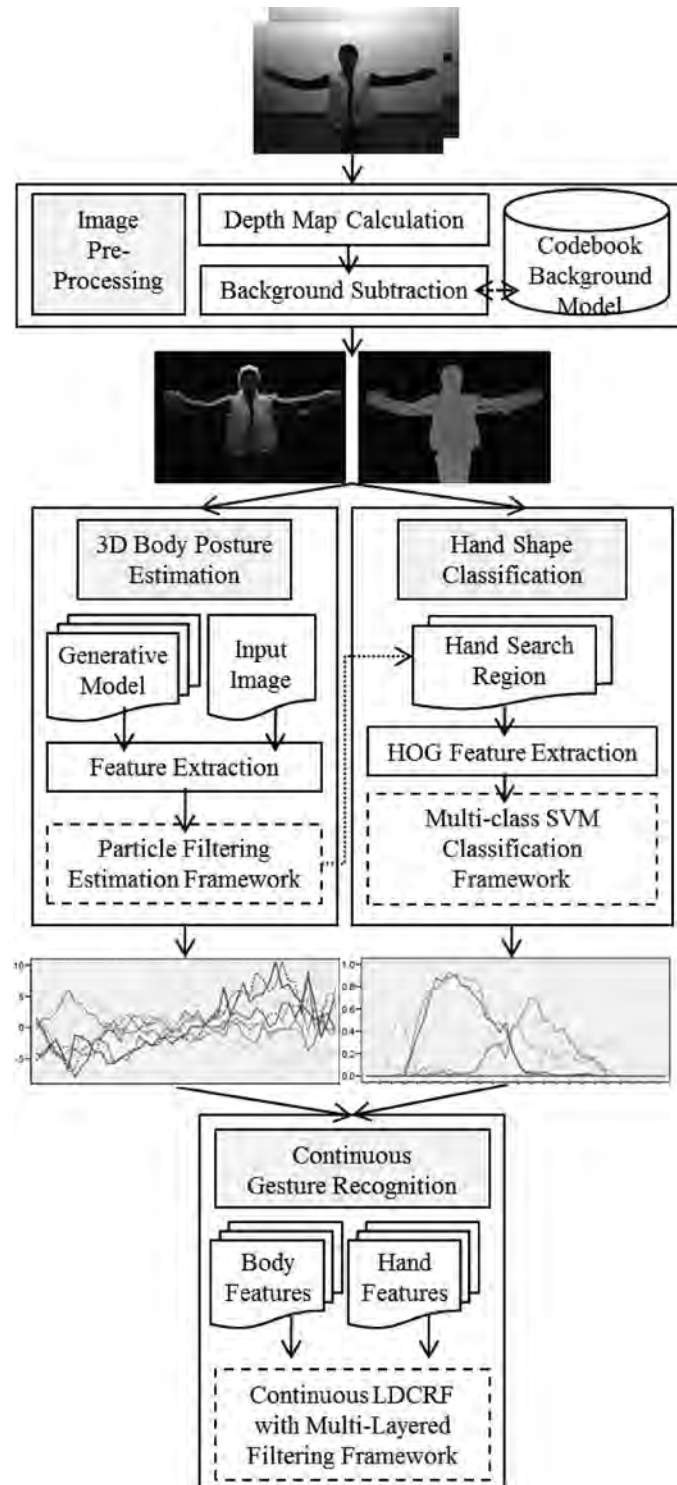 Image
Pre-
Processing
Depth Map Calculation
Background Subtraction
Codebook
Background
Model
3D Body Posture
Estimation
Generative
Model
Input
Image
Feature Extraction
Particle Filtering
Estimation Framework
Hand Shape
Classification
Hand Search
Region
HOG Feature Extraction
Multi-class SVM
Classification
Framework
10
5
0
-5
1.0
0.8
0.6
0.4
0.2
0.0
Continuous
Gesture Recognition
Body
Features
Hand
Features
Continuous LDCRF
with Multi-Layered
Filtering Framework